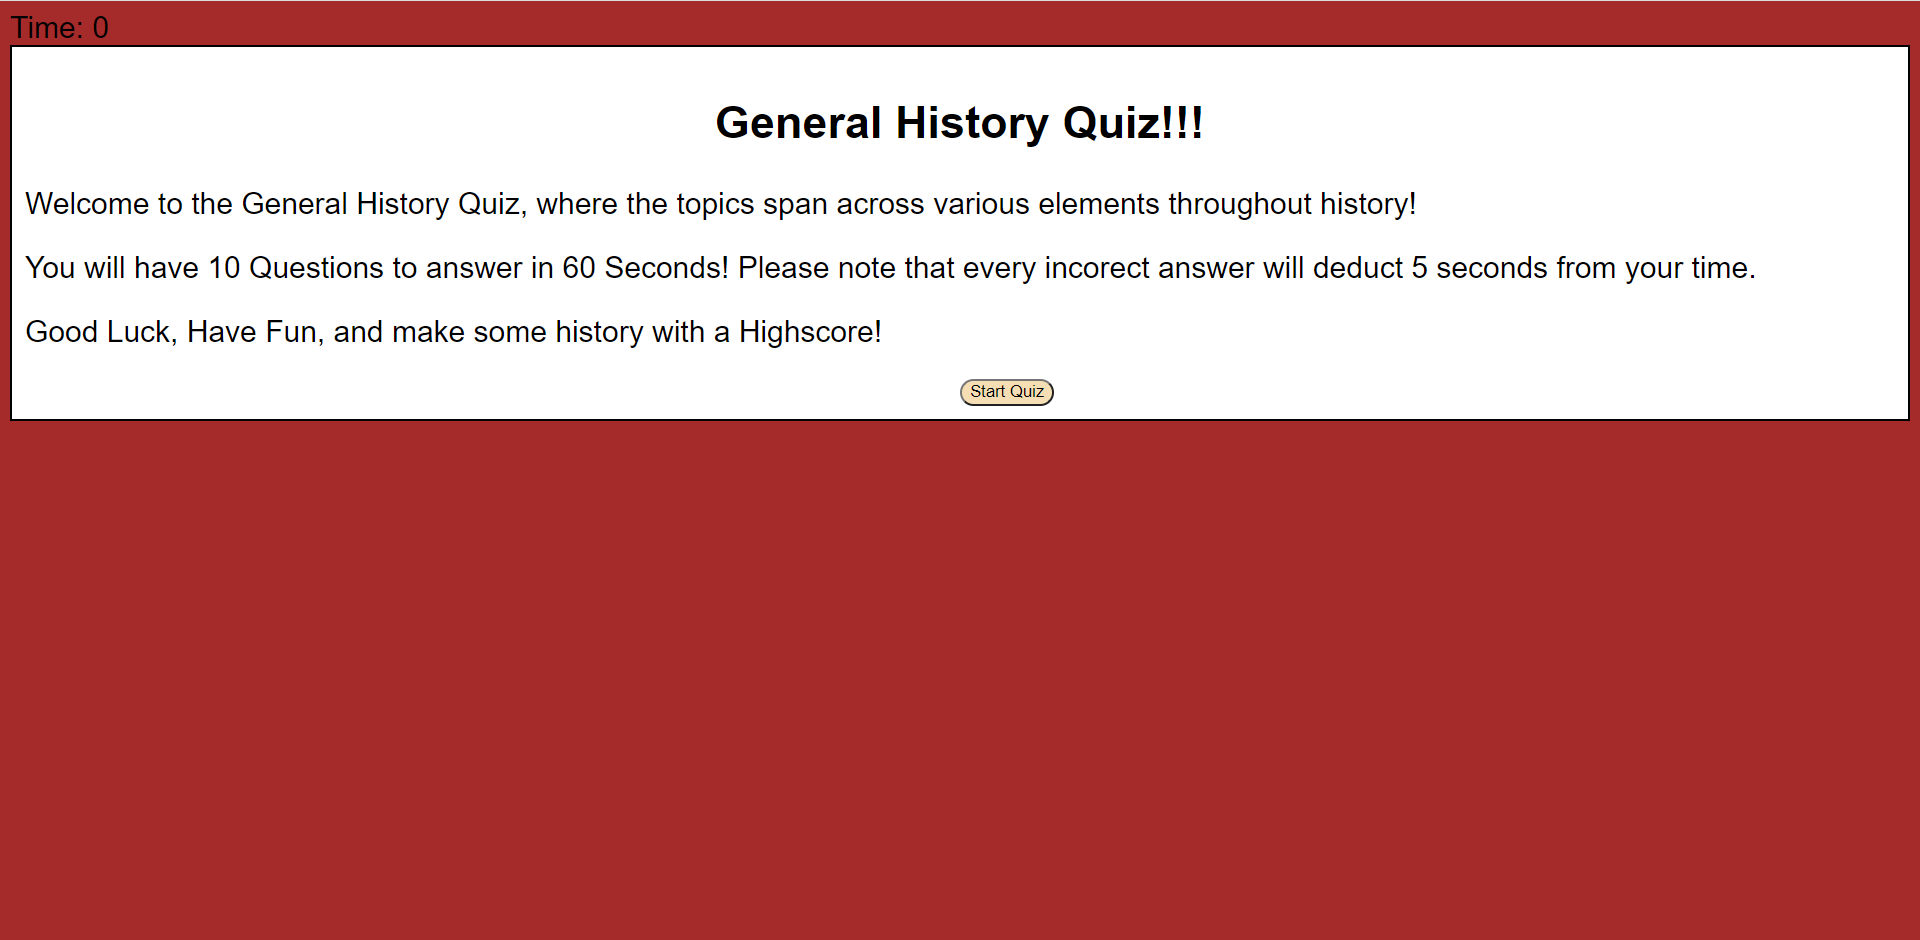 Time: 0
General History Quiz!!!
Welcome to the General History Quiz, where the topics span across various elements throughout history!
You will have 10 Questions to answer in 60 Seconds! Please note that every incorect answer will deduct 5 seconds from your time.
Good Luck, Have Fun, and make some history with a Highscore!
Start Quiz